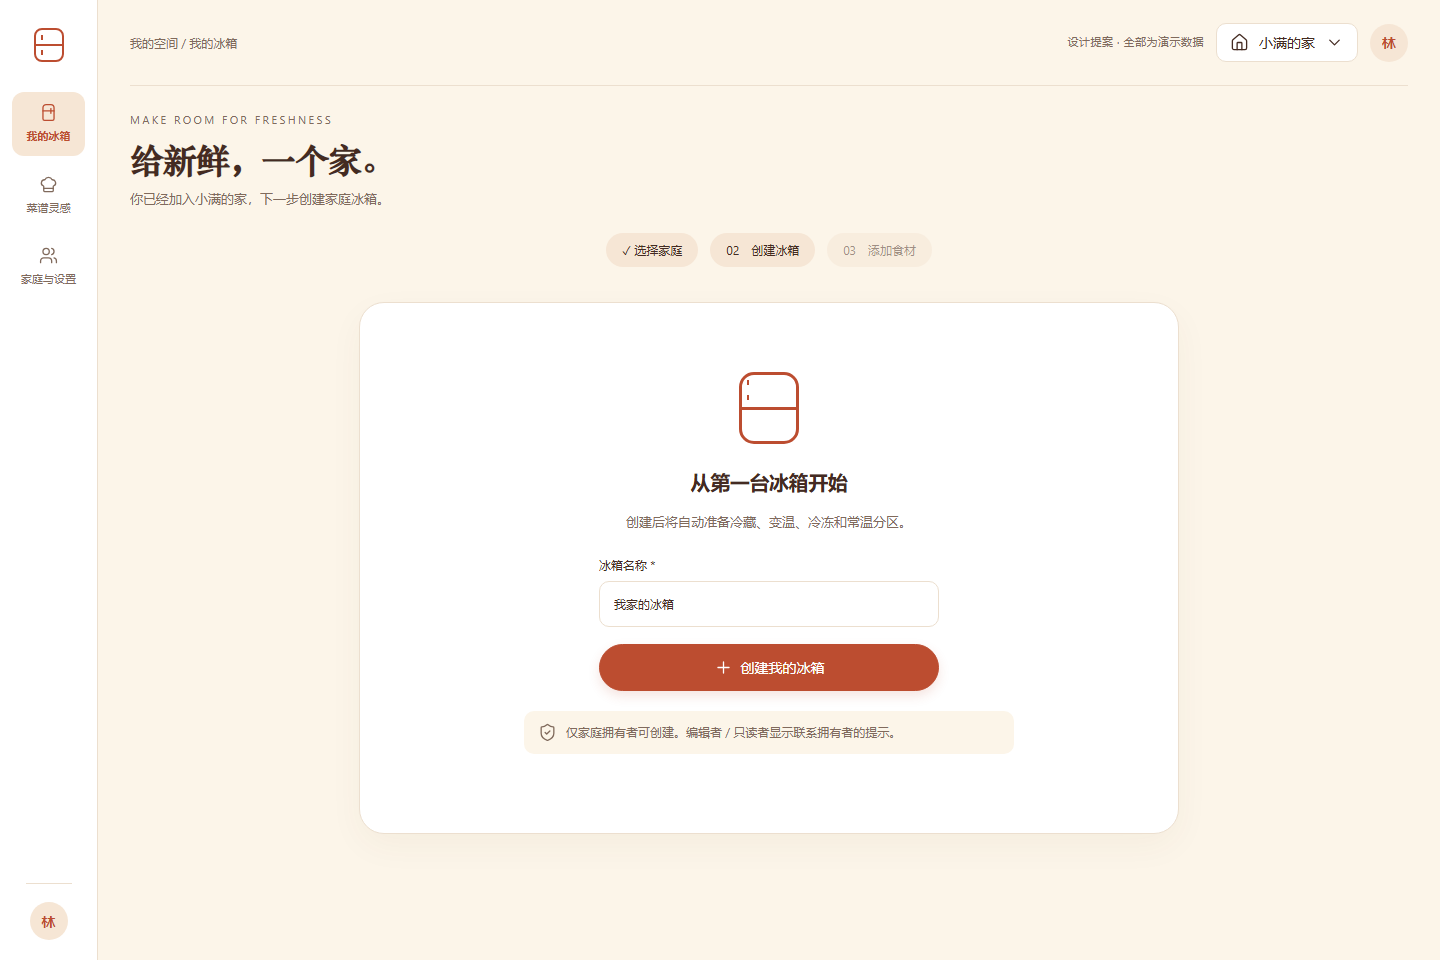 我的空间 / 我的冰箱
设计提案 · 全部为演示数据
小满的家
林
我的冰箱
菜谱灵感
家庭与设置
MAKE ROOM FOR FRESHNESS
给新鲜，一个家。
你已经加入小满的家，下一步创建家庭冰箱。
✓ 选择家庭
02 创建冰箱
03 添加食材
从第一台冰箱开始
创建后将自动准备冷藏、变温、冷冻和常温分区。
冰箱名称 *
我家的冰箱
创建我的冰箱
仅家庭拥有者可创建。编辑者 / 只读者显示联系拥有者的提示。
林